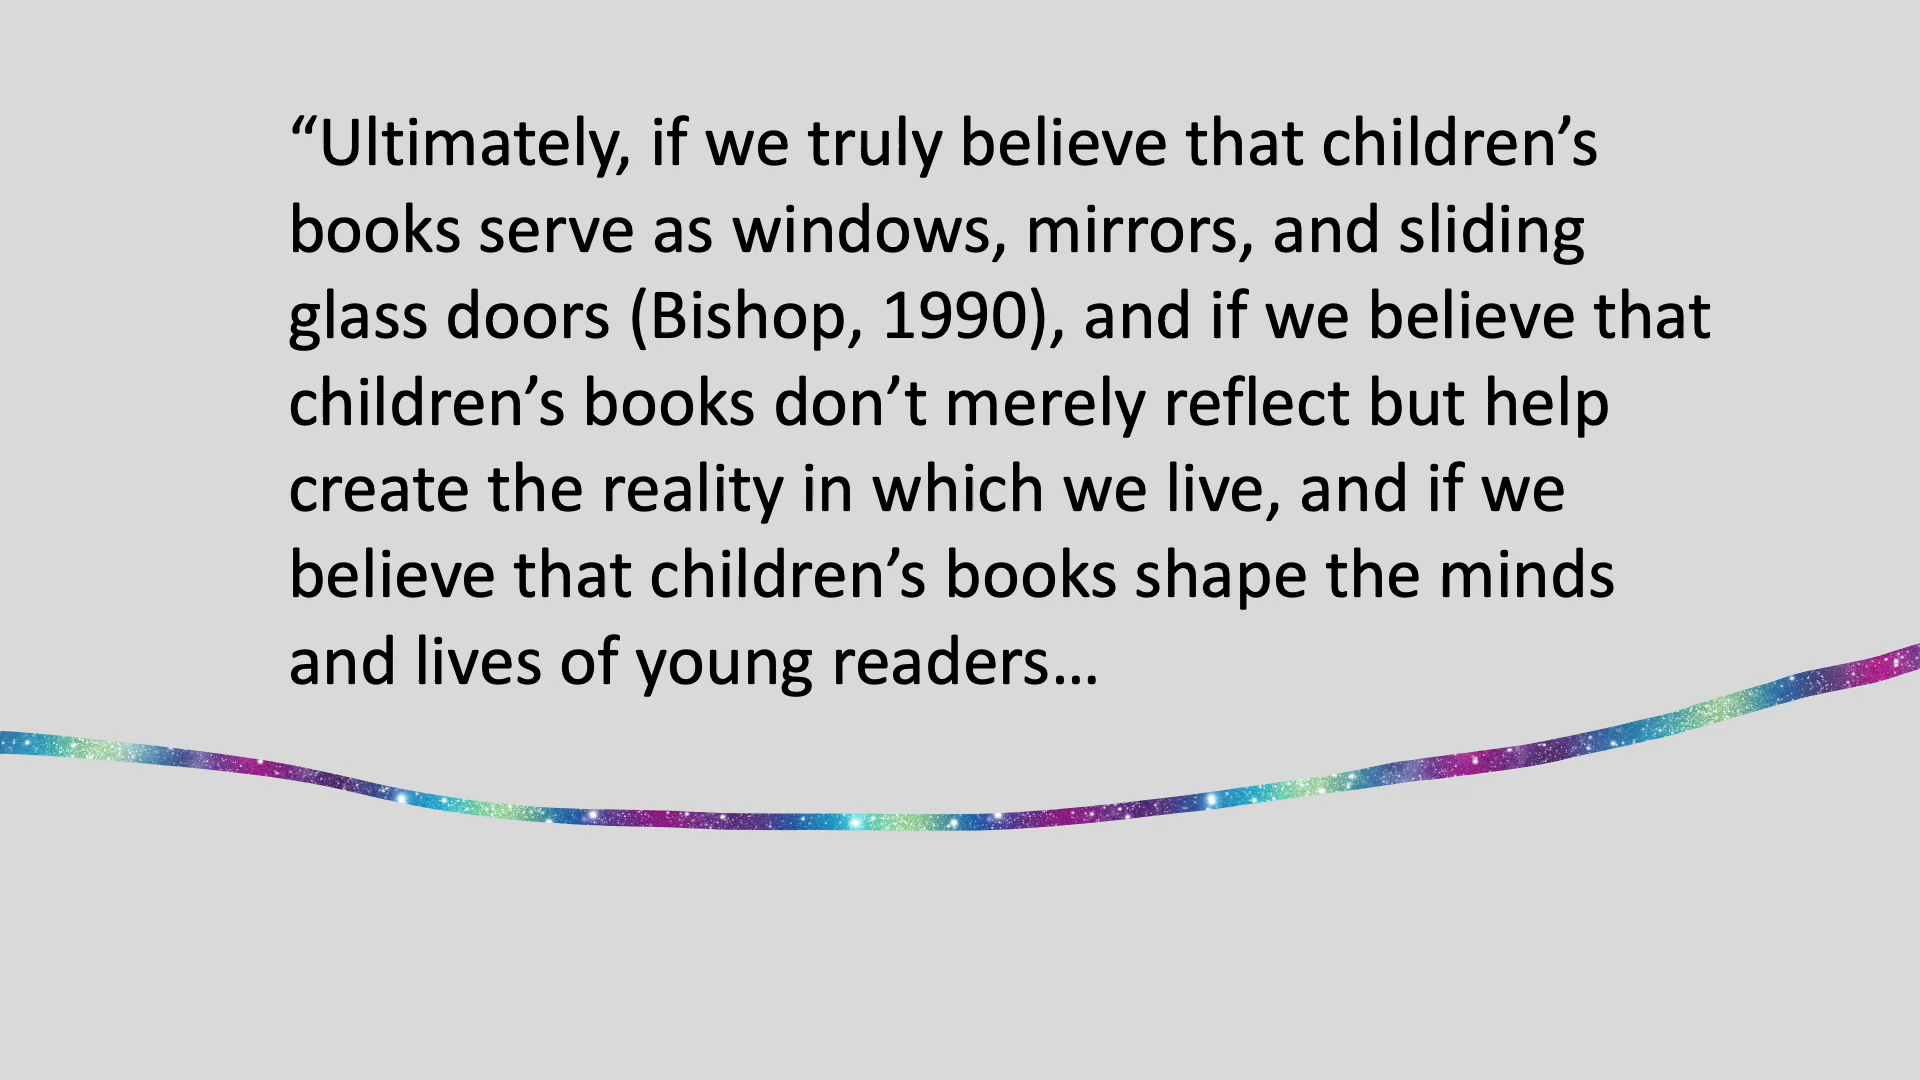 “Ultimately, if we truly believe that children’s
books serve as windows, mirrors, and sliding
glass doors (Bishop, 1990), and if we believe that
children’s books don’t merely reflect but help
create the reality in which we live, and if we
believe that children’s books shape the minds
and lives of young readers…